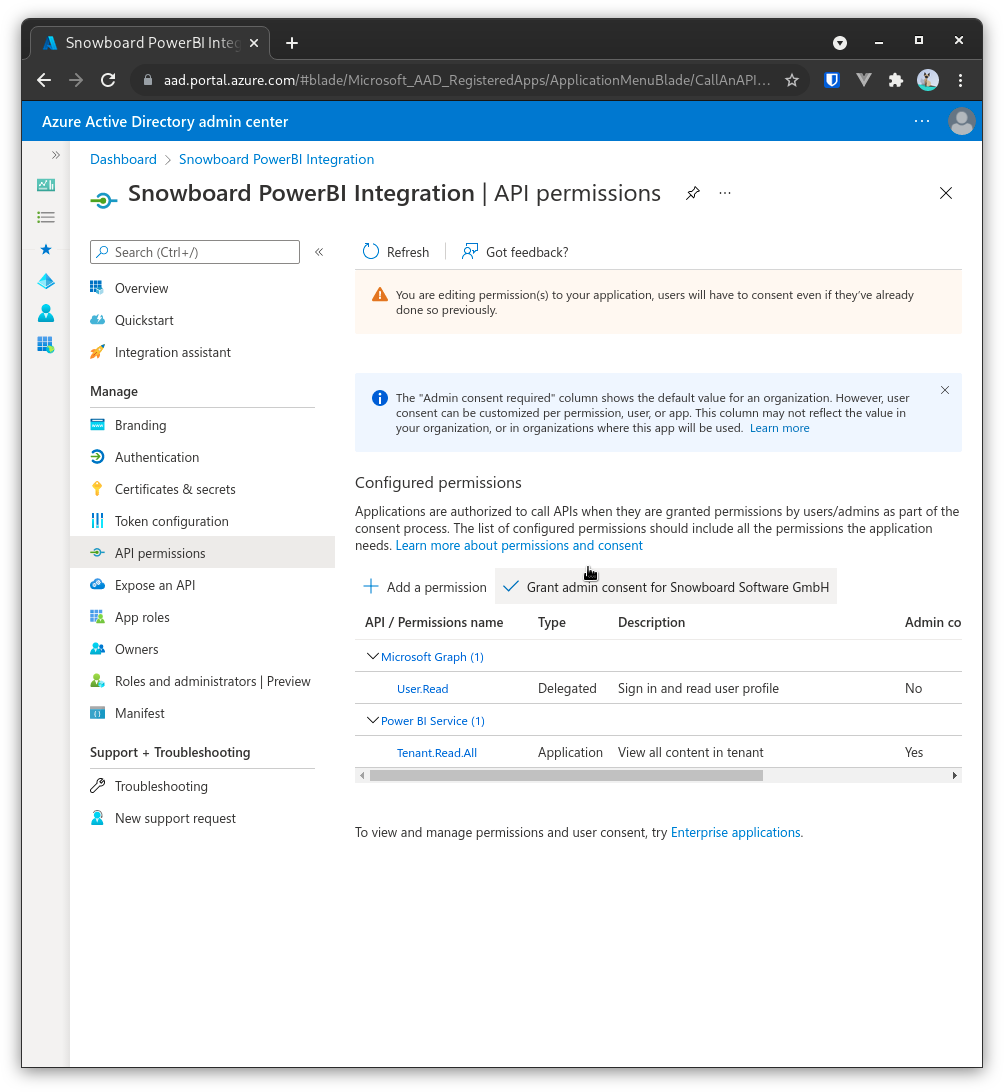 Snowboard PowerBI Inte
aad.portal.azure.com/#blade/Microsoft_AAD_RegisteredApps/ApplicationMenuBlade/CallAnAPI...
Azure Active Directory admin center
Dashboard > Snowboard PowerBI Integration
Snowboard PowerBI Integration | API permissions
Search (Ctrl+/)
Overview
Quickstart
Integration assistant
Manage
Branding
Authentication
Certificates & secrets
Token configuration
API permissions
Expose an API
App roles
Owners
Roles and administrators | Preview
Manifest
Support + Troubleshooting
Troubleshooting
New support request
Refresh
Got feedback?
You are editing permission(s) to your application, users will have to consent even if they've already
done so previously.
The "Admin consent required" column shows the default value for an organization. However, user
consent can be customized per permission, user, or app. This column may not reflect the value in
your organization, or in organizations where this app will be used. Learn more
Configured permissions
Applications are authorized to call APIs when they are granted permissions by users/admins as part of the
consent process. The list of configured permissions should include all the permissions the application
needs. Learn more about permissions and consent
Add a permission
Grant admin consent for Snowboard Software GmbH
API / Permissions name Type Description Admin co
Microsoft Graph (1)
User.Read Delegated Sign in and read user profile No
Power BI Service (1)
Tenant.Read.All Application View all content in tenant Yes
To view and manage permissions and user consent, try Enterprise applications.